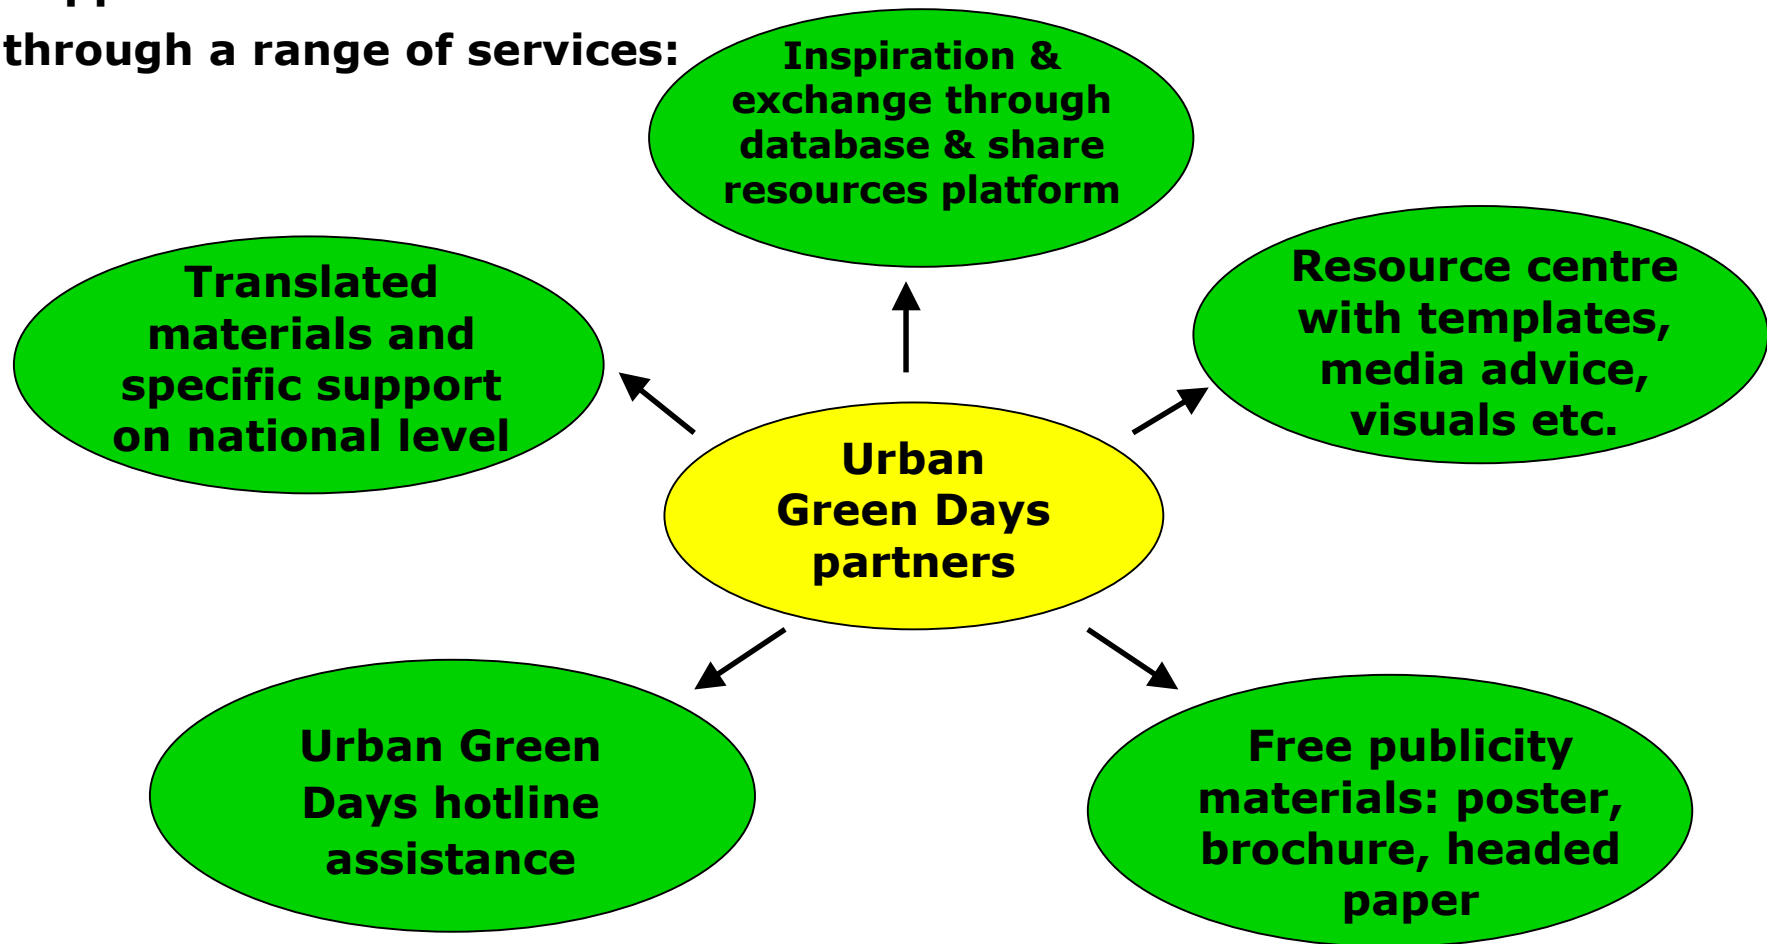 through a range of services:
Inspiration &
exchange through
database & share
resources platform
Translated
materials and
specific support
on national level
Resource centre
with templates,
media advice,
visuals etc.
Urban
Green Days
partners
Urban Green
Days hotline
assistance
Free publicity
materials: poster,
brochure, headed
paper